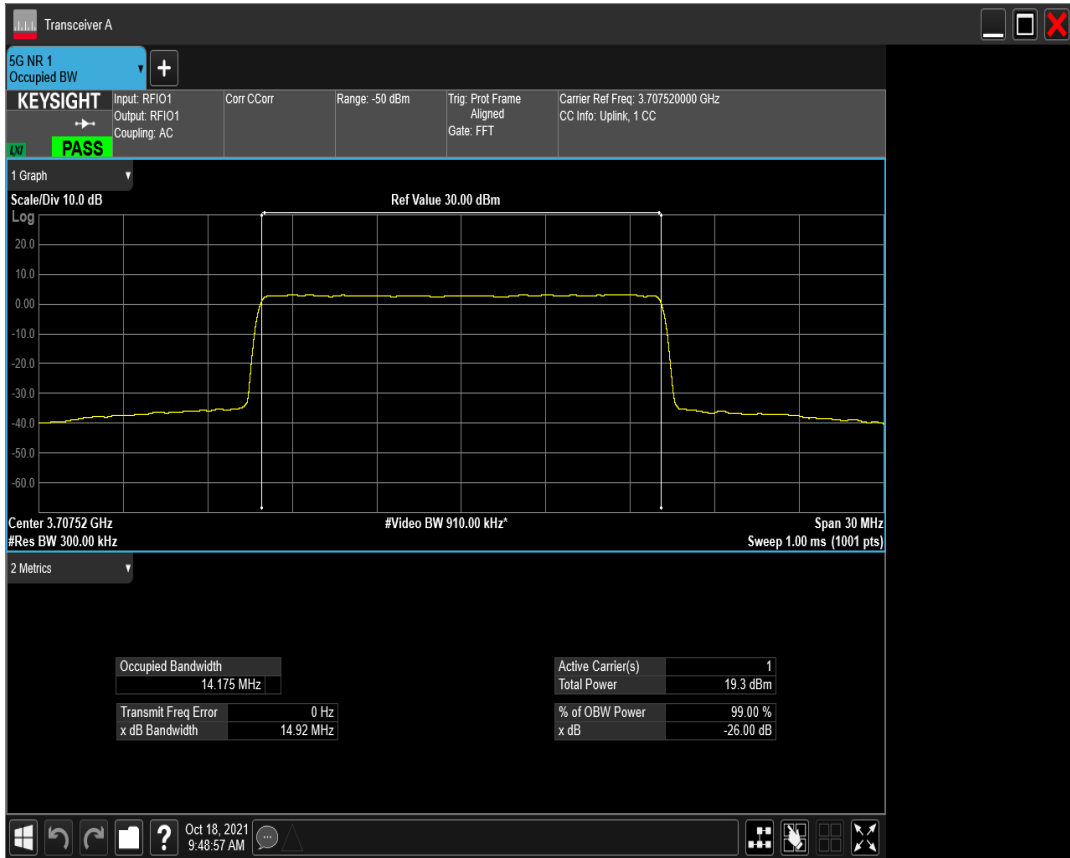 Transceiver A
5G NR 1
Occupied BW
+
KEYSIGHT
LXI
PASS
Input: RFIO1
Output: RFIO1
Coupling: AC
Corr CCorr
Range: -50 dBm
Trig: Prot Frame
Aligned
Gate: FFT
Carrier Ref Freq: 3.707520000 GHz
CC Info: Uplink, 1 CC
1 Graph
Scale/Div 10.0 dB
Ref Value 30.00 dBm
Log
20.0
10.0
0.00
-10.0
-20.0
-30.0
-40.0
-50.0
-60.0
Center 3.70752 GHz
#Video BW 910.00 kHz*
Span 30 MHz
#Res BW 300.00 kHz
Sweep 1.00 ms (1001 pts)
2 Metrics
Occupied Bandwidth
14.175 MHz
Transmit Freq Error 0 Hz
x dB Bandwidth 14.92 MHz
Active Carrier(s) 1
Total Power 19.3 dBm
% of OBW Power 99.00 %
x dB -26.00 dB
?
Oct 18, 2021
9:48:57 AM